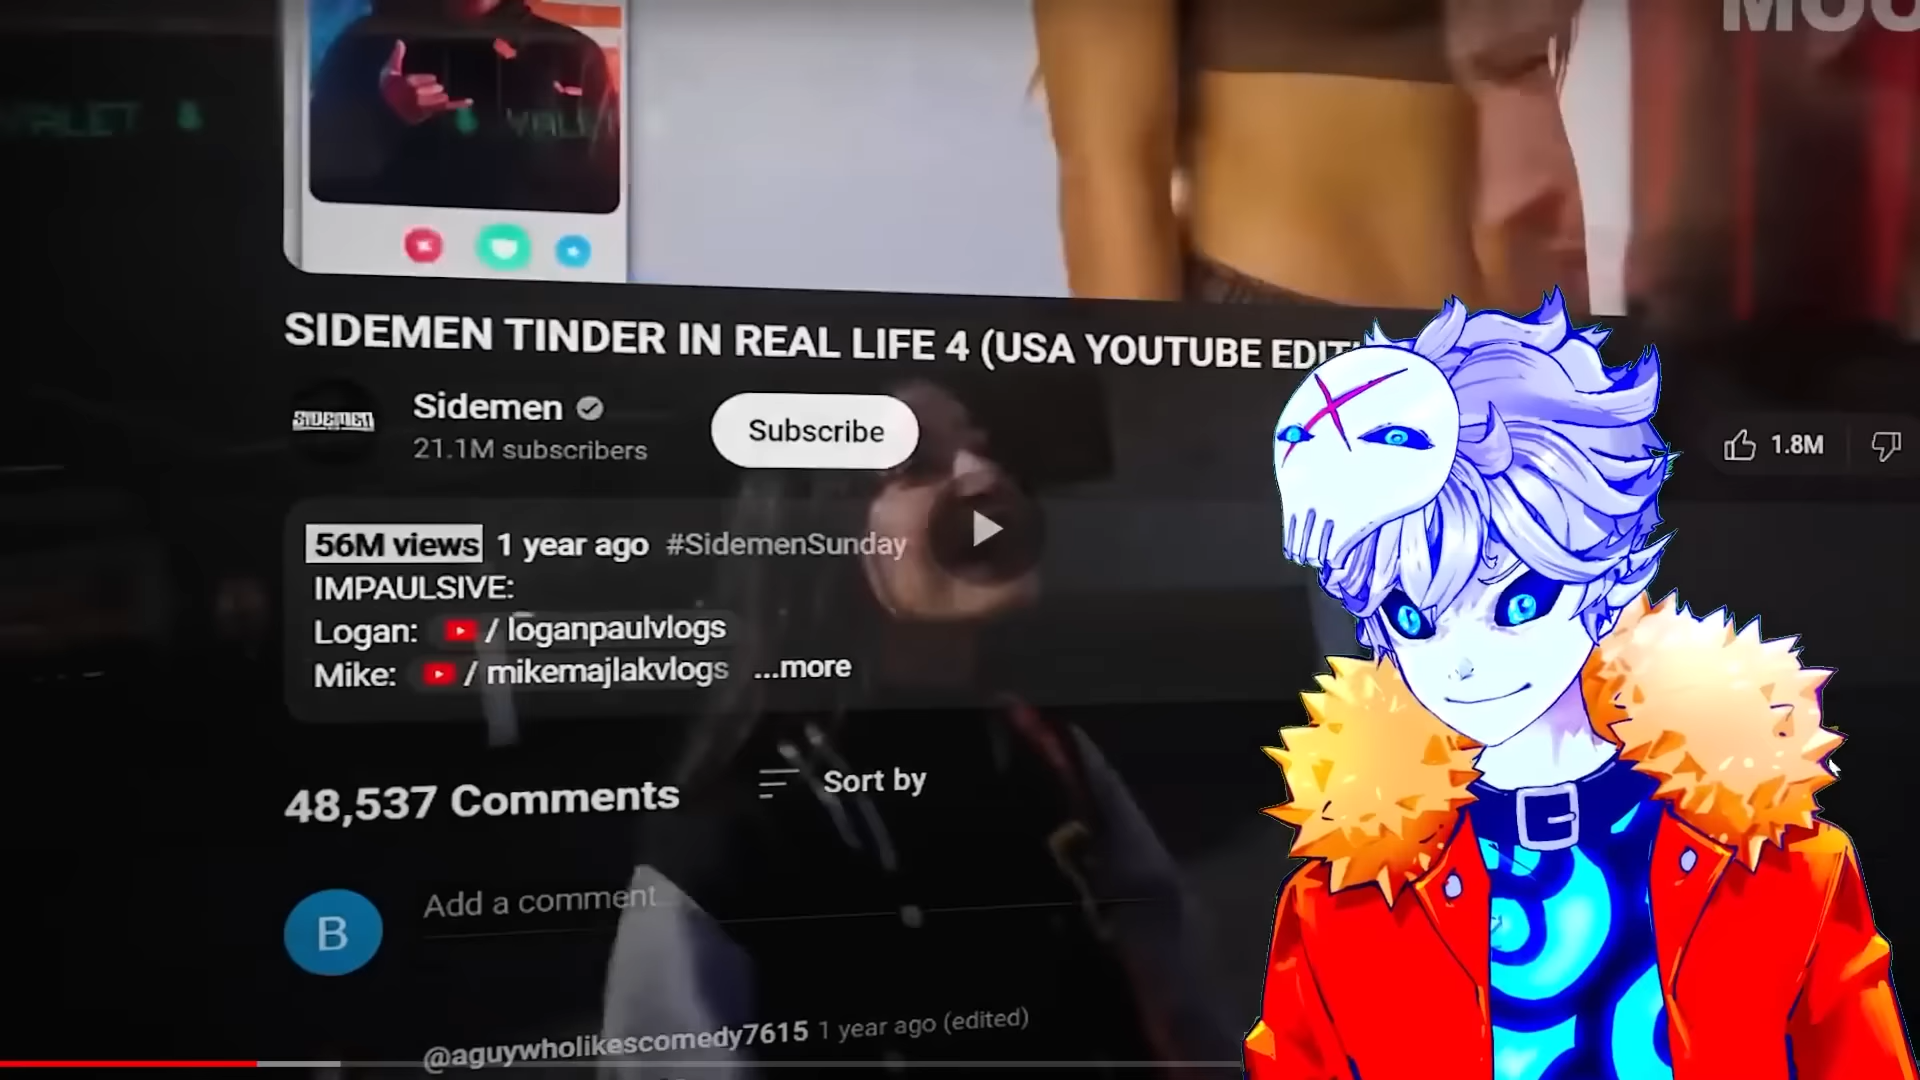 VALET
SIDEMEN TINDER IN REAL LIFE 4 (USA YOUTUBE
SIDEMEN
Sidemen
21.1M subscribers
Subscribe
1.8M
56M views 1 year ago #SidemenSunday
IMPAULSIVE:
Logan: / loganpaulvlogs
Mike: / mikemajlakvlogs ...more
48,537 Comments
Sort by
B
Add a comment...
@aguywholikescomedy7615 1 year ago (edited)